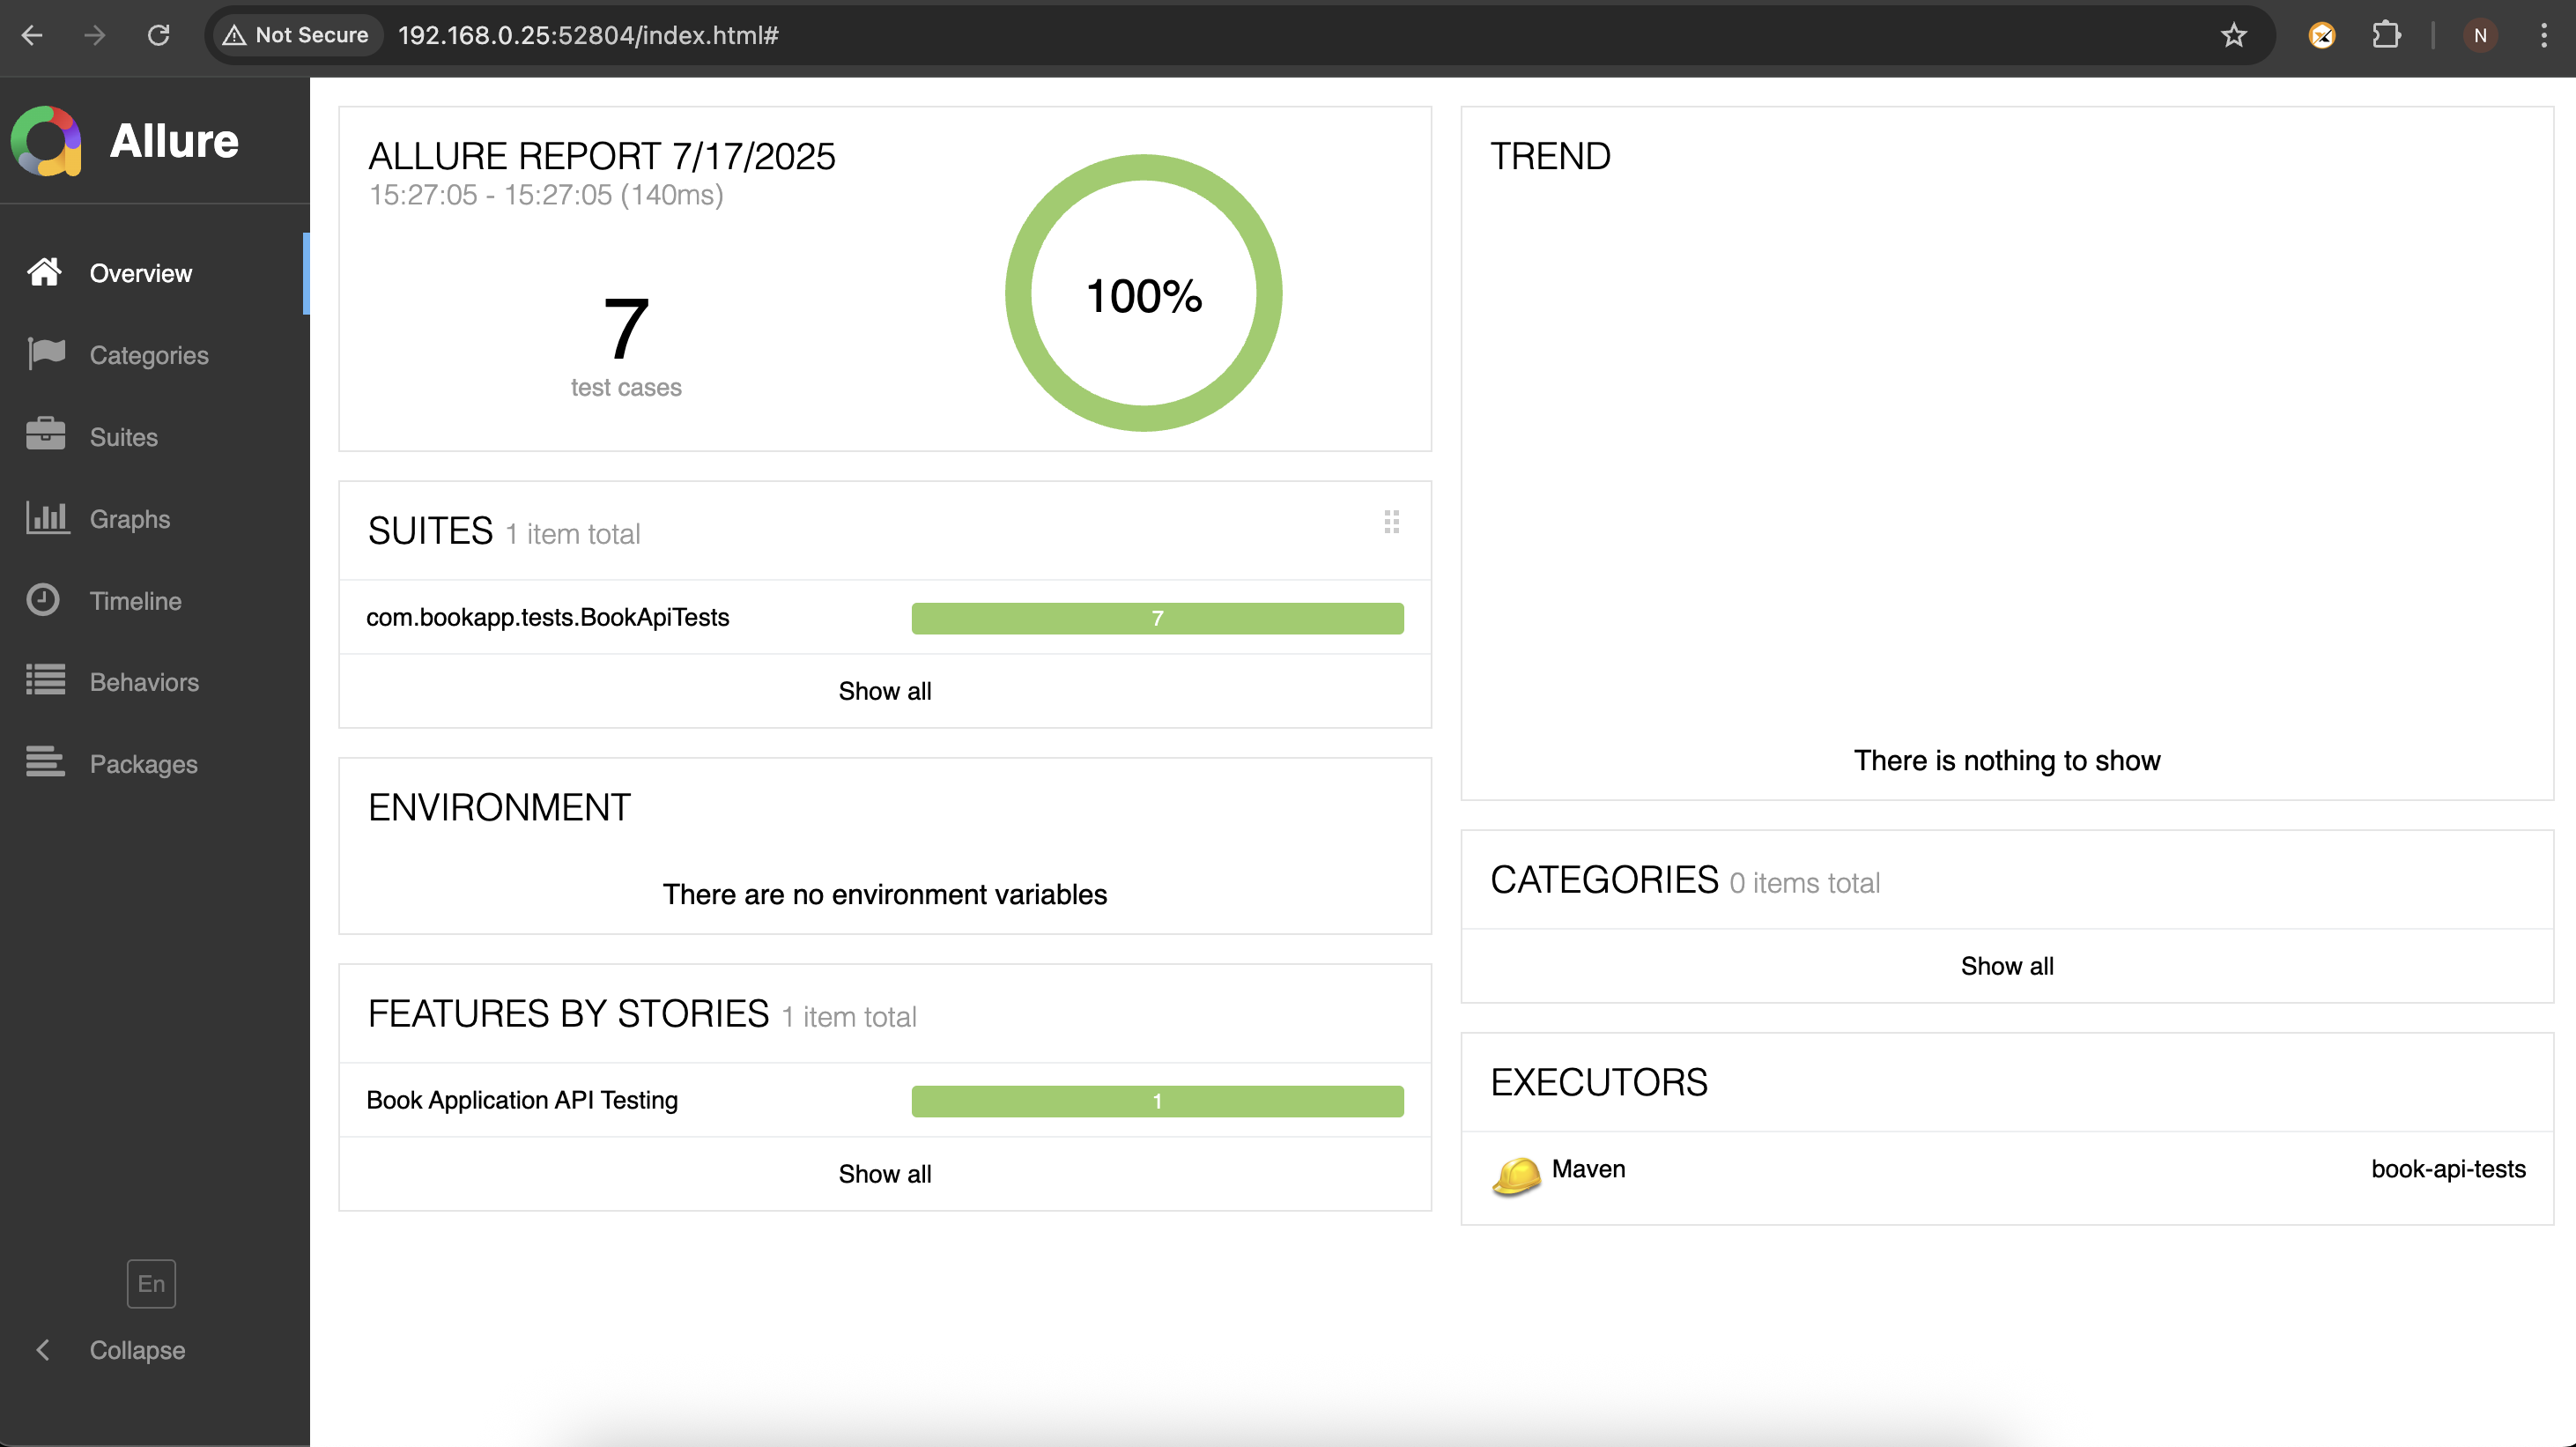 Not Secure 192.168.0.25:52804/index.html#
N
Allure
Overview
Categories
Suites
Graphs
Timeline
Behaviors
Packages
En
Collapse
ALLURE REPORT 7/17/2025
15:27:05 - 15:27:05 (140ms)
7
test cases
100%
SUITES 1 item total
com.bookapp.tests.BookApiTests 7
Show all
ENVIRONMENT
There are no environment variables
FEATURES BY STORIES 1 item total
Book Application API Testing 1
Show all
TREND
There is nothing to show
CATEGORIES 0 items total
Show all
EXECUTORS
Maven book-api-tests